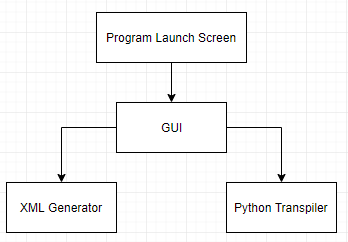 Program Launch Screen
GUI
XML Generator
Python Transpiler